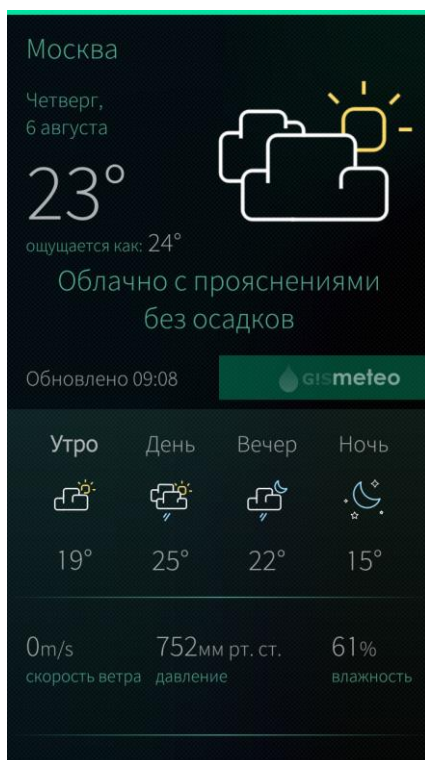 Москва
Четверг,
6 августа
23°
ощущается как: 24°
Облачно с прояснениями
без осадков
Обновлено 09:08
GISmeteo
Утро День Вечер Ночь
19° 25° 22° 15°
0m/s 752мм рт. ст. 61%
скорость ветра давление влажность